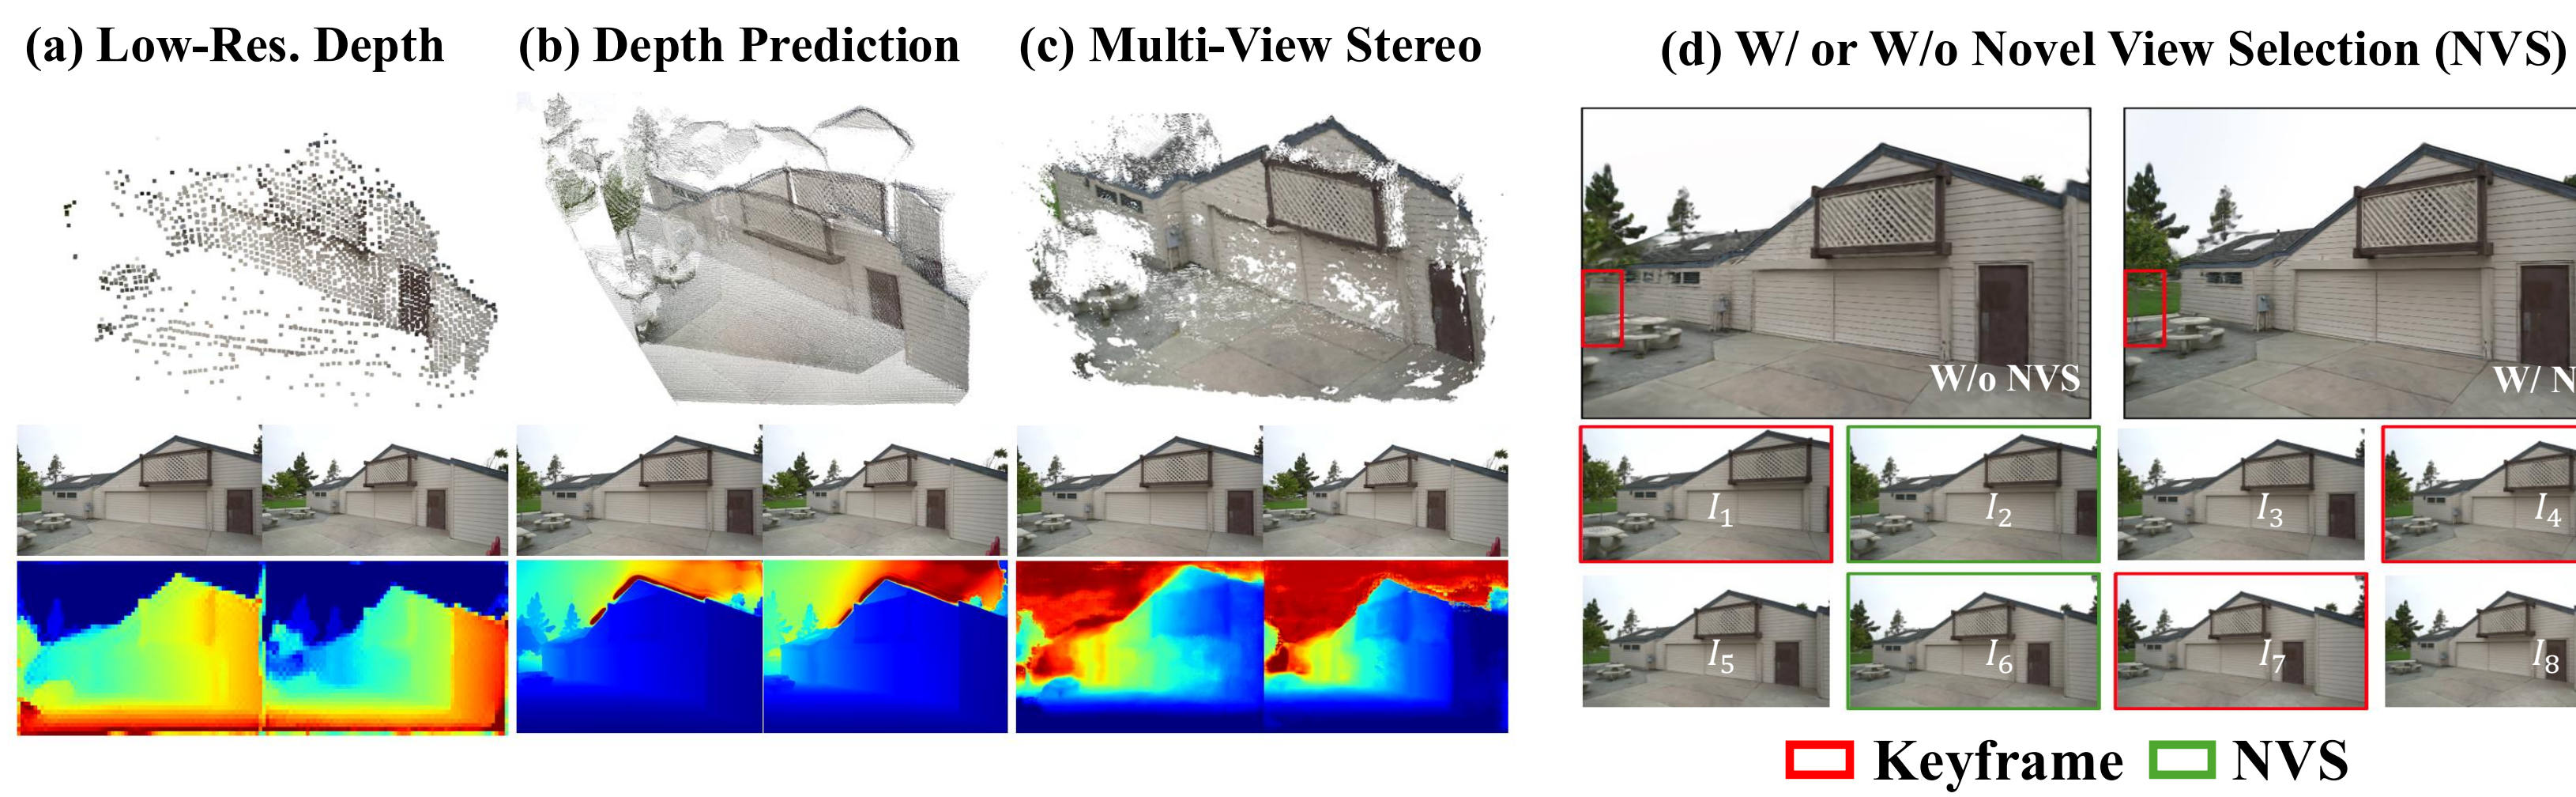 (a) Low-Res. Depth
(b) Depth Prediction
(c) Multi-View Stereo
(d) W/ or W/o Novel View Selection (NVS)
W/o NVS
W/ N
I₁
I₂
I₃
I₄
I₅
I₆
I₇
I₈
Keyframe
NVS